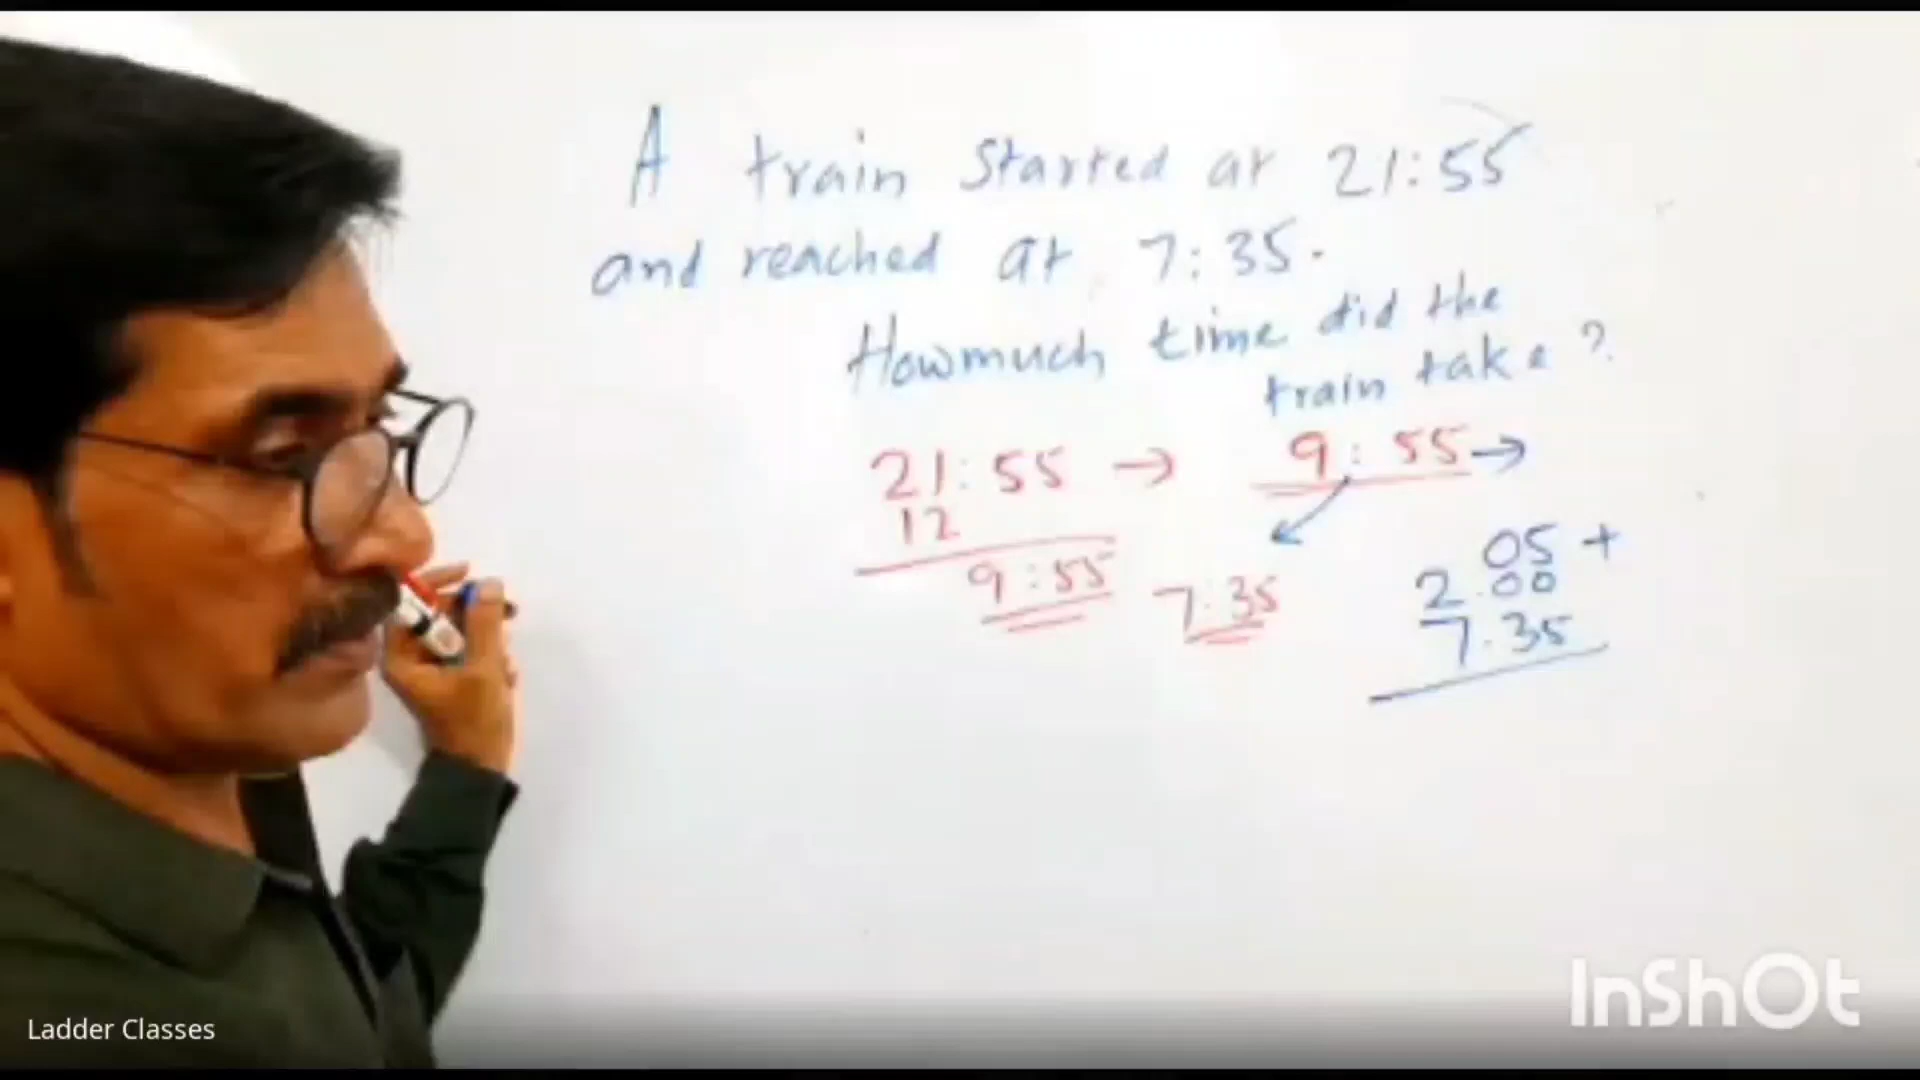 A train Started at 21:55
and reached at 7:35.
Howmuch time did the
train take?
21:55 → 9:55 →
12
9:55
7:35
05 +
2.00
7.35
InShOt
Ladder Classes